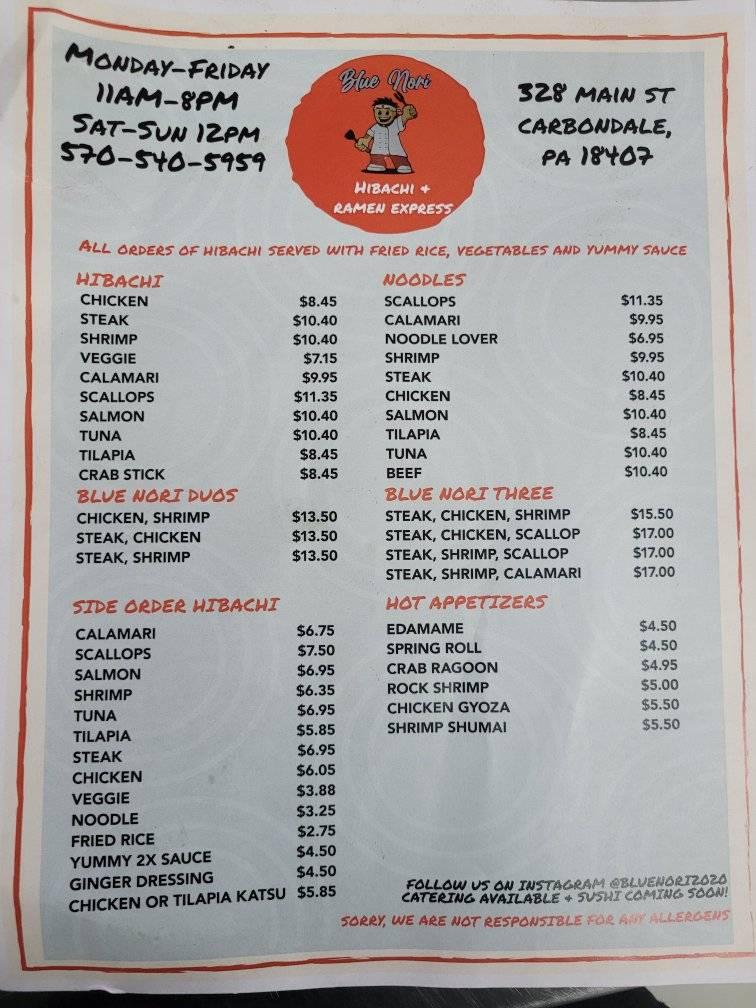 MONDAY-FRIDAY
11AM-8PM
SAT-SUN 12PM
570-540-5959
Blue Nori
HIBACHI +
RAMEN EXPRESS
328 MAIN ST
CARBONDALE,
PA 18407
ALL ORDERS OF HIBACHI SERVED WITH FRIED RICE, VEGETABLES AND YUMMY SAUCE
HIBACHI
CHICKEN $8.45
STEAK $10.40
SHRIMP $10.40
VEGGIE $7.15
CALAMARI $9.95
SCALLOPS $11.35
SALMON $10.40
TUNA $10.40
TILAPIA $8.45
CRAB STICK $8.45
BLUE NORI DUOS
CHICKEN, SHRIMP $13.50
STEAK, CHICKEN $13.50
STEAK, SHRIMP $13.50
SIDE ORDER HIBACHI
CALAMARI $6.75
SCALLOPS $7.50
SALMON $6.95
SHRIMP $6.35
TUNA $6.95
TILAPIA $5.85
STEAK $6.95
CHICKEN $6.05
VEGGIE $3.88
NOODLE $3.25
FRIED RICE $2.75
YUMMY 2X SAUCE $4.50
GINGER DRESSING $4.50
CHICKEN OR TILAPIA KATSU $5.85
NOODLES
SCALLOPS $11.35
CALAMARI $9.95
NOODLE LOVER $6.95
SHRIMP $9.95
STEAK $10.40
CHICKEN $8.45
SALMON $10.40
TILAPIA $8.45
TUNA $10.40
BEEF $10.40
BLUE NORI THREE
STEAK, CHICKEN, SHRIMP $15.50
STEAK, CHICKEN, SCALLOP $17.00
STEAK, SHRIMP, SCALLOP $17.00
STEAK, SHRIMP, CALAMARI $17.00
HOT APPETIZERS
EDAMAME $4.50
SPRING ROLL $4.50
CRAB RAGOON $4.95
ROCK SHRIMP $5.00
CHICKEN GYOZA $5.50
SHRIMP SHUMAI $5.50
FOLLOW US ON INSTAGRAM @BLUENORI2020
CATERING AVAILABLE + SUSHI COMING SOON!
SORRY, WE ARE NOT RESPONSIBLE FOR ANY ALLERGENS